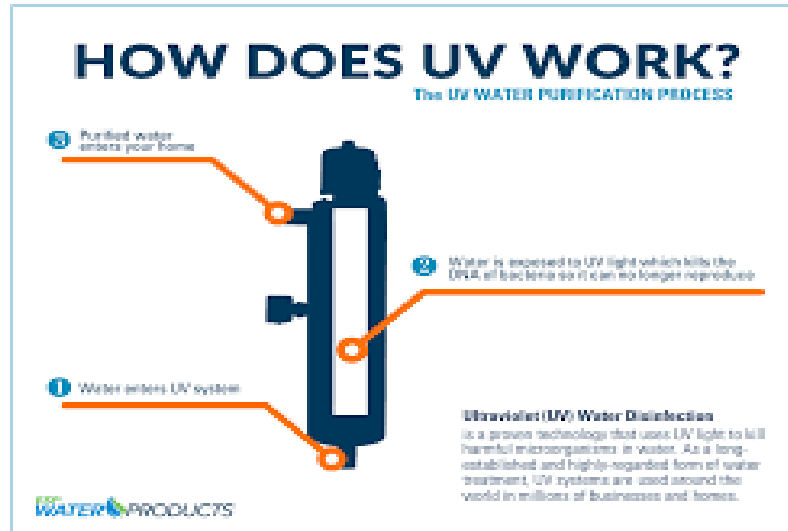 HOW DOES UV WORK?
The UV WATER PURIFICATION PROCESS
3 Purified water
enters your home
2 Water is exposed to UV light which kills the
DNA of bacteria so it can no longer reproduce
1 Water enters UV system
Ultraviolet (UV) Water Disinfection
is a proven technology that uses UV light to kill
harmful microorganisms in water. As a long-
established and highly-regarded form of water
treatment, UV systems are used around the
world in millions of businesses and homes.
WATER PRODUCTS